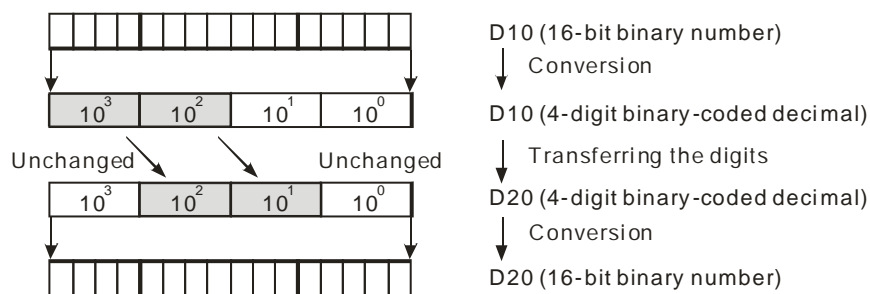 D10 (16-bit binary number)
Conversion
10³ 10² 10¹ 10⁰
D10 (4-digit binary-coded decimal)
Unchanged
Unchanged
Transferring the digits
10³ 10² 10¹ 10⁰
D20 (4-digit binary-coded decimal)
Conversion
D20 (16-bit binary number)